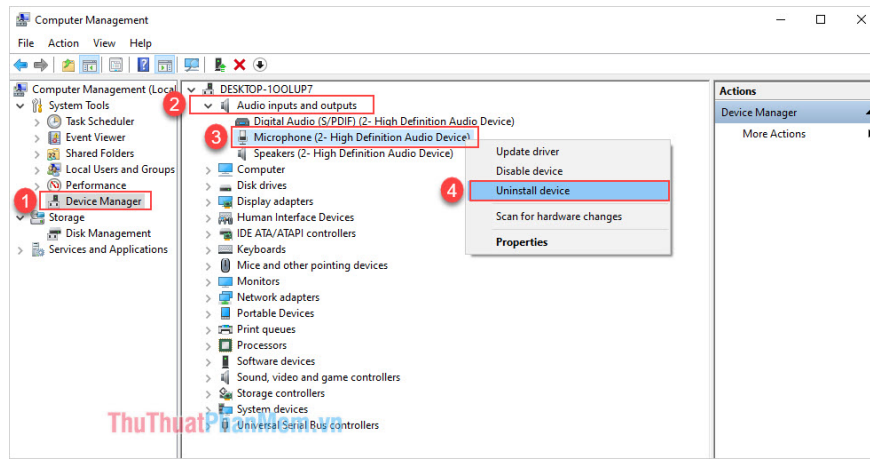 Computer Management
File Action View Help
Computer Management (Local
System Tools
Task Scheduler
Event Viewer
Shared Folders
Local Users and Groups
Performance
1
Device Manager
Storage
Disk Management
Services and Applications
DESKTOP-1OOLUP7
2
Audio inputs and outputs
Digital Audio (S/PDIF) (2- High Definition Audio Device)
3
Microphone (2- High Definition Audio Device)
Speakers (2- High Definition Audio Device)
Computer
Disk drives
Display adapters
Human Interface Devices
IDE ATA/ATAPI controllers
Keyboards
Mice and other pointing devices
Monitors
Network adapters
Portable Devices
Print queues
Processors
Software devices
Sound, video and game controllers
Storage controllers
System devices
Universal Serial Bus controllers
Update driver
Disable device
4
Uninstall device
Scan for hardware changes
Properties
Actions
Device Manager
More Actions
ThuThuatPhanMem.vn